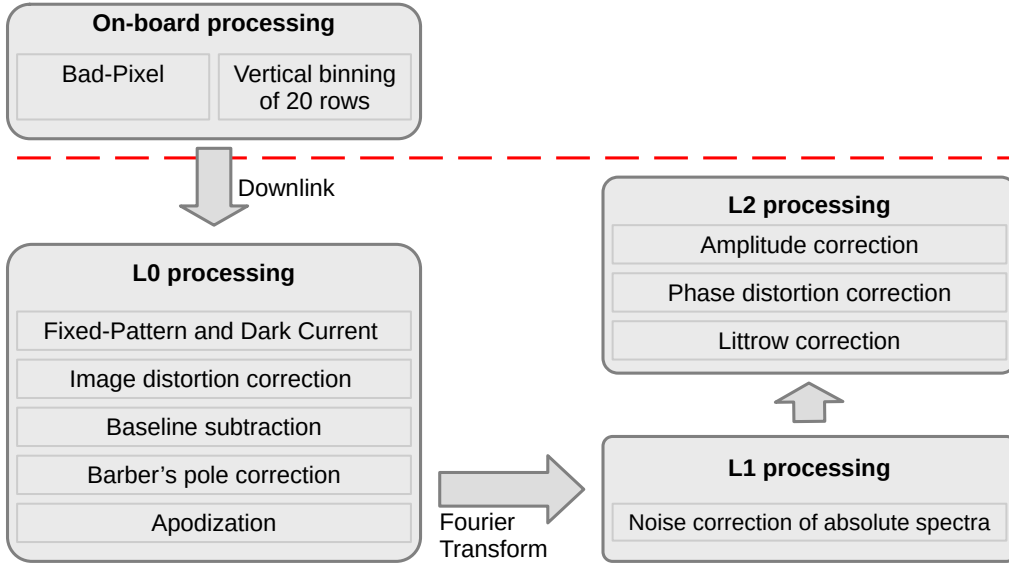 On-board processing
Bad-Pixel
Vertical binning
of 20 rows
Downlink
L0 processing
Fixed-Pattern and Dark Current
Image distortion correction
Baseline subtraction
Barber’s pole correction
Apodization
Fourier
Transform
L1 processing
Noise correction of absolute spectra
L2 processing
Amplitude correction
Phase distortion correction
Littrow correction